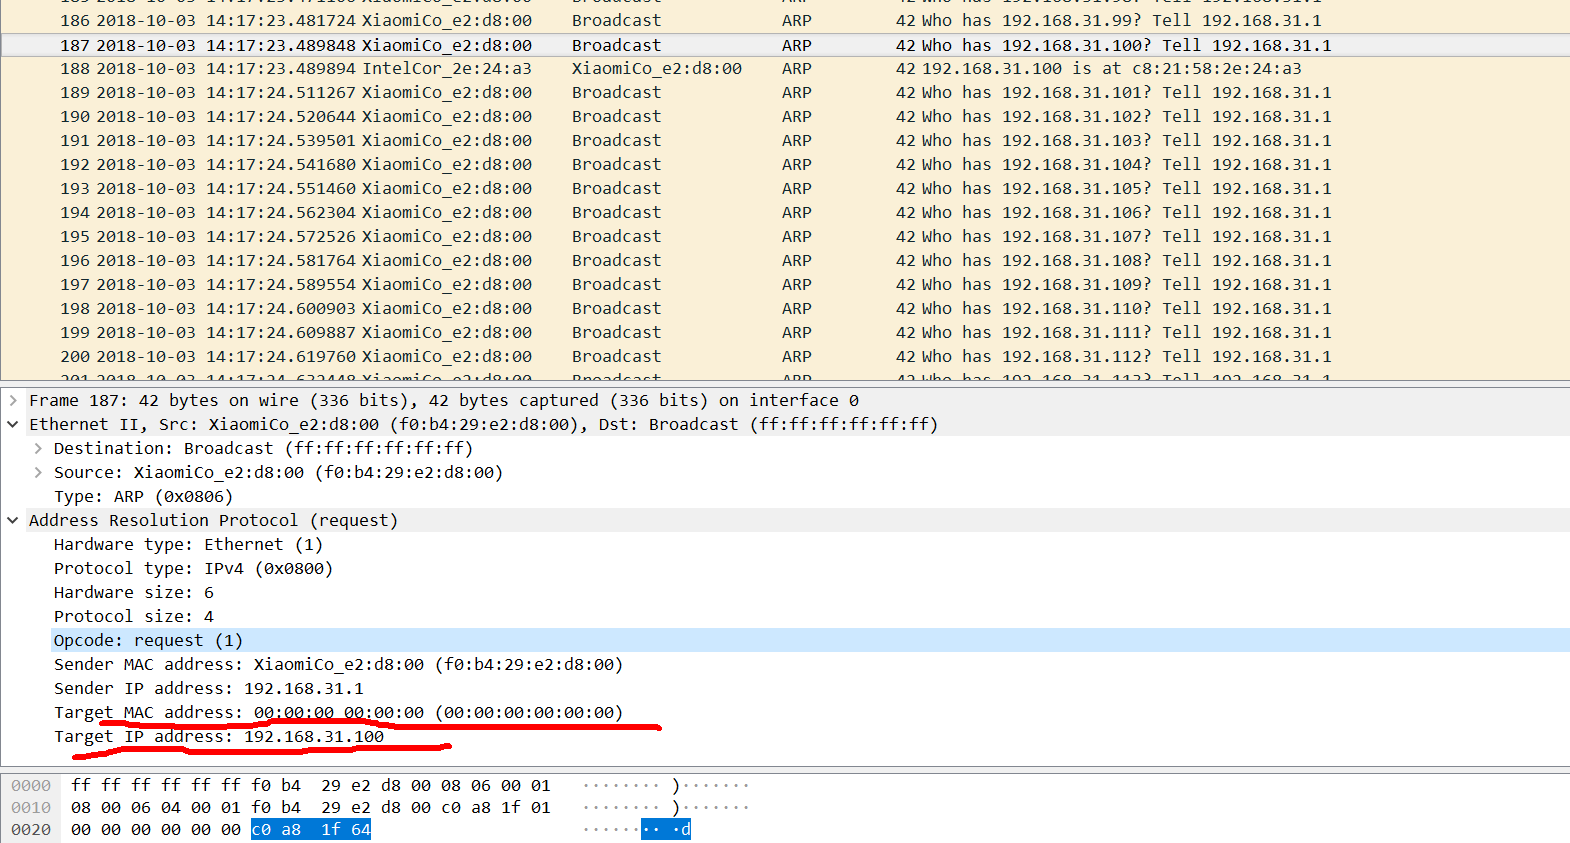 186 2018-10-03 14:17:23.481724 XiaomiCo_e2:d8:00 Broadcast ARP 42 Who has 192.168.31.99? Tell 192.168.31.1
187 2018-10-03 14:17:23.489848 XiaomiCo_e2:d8:00 Broadcast ARP 42 Who has 192.168.31.100? Tell 192.168.31.1
188 2018-10-03 14:17:23.489894 IntelCor_2e:24:a3 XiaomiCo_e2:d8:00 ARP 42 192.168.31.100 is at c8:21:58:2e:24:a3
189 2018-10-03 14:17:24.511267 XiaomiCo_e2:d8:00 Broadcast ARP 42 Who has 192.168.31.101? Tell 192.168.31.1
190 2018-10-03 14:17:24.520644 XiaomiCo_e2:d8:00 Broadcast ARP 42 Who has 192.168.31.102? Tell 192.168.31.1
191 2018-10-03 14:17:24.539501 XiaomiCo_e2:d8:00 Broadcast ARP 42 Who has 192.168.31.103? Tell 192.168.31.1
192 2018-10-03 14:17:24.541680 XiaomiCo_e2:d8:00 Broadcast ARP 42 Who has 192.168.31.104? Tell 192.168.31.1
193 2018-10-03 14:17:24.551460 XiaomiCo_e2:d8:00 Broadcast ARP 42 Who has 192.168.31.105? Tell 192.168.31.1
194 2018-10-03 14:17:24.562304 XiaomiCo_e2:d8:00 Broadcast ARP 42 Who has 192.168.31.106? Tell 192.168.31.1
195 2018-10-03 14:17:24.572526 XiaomiCo_e2:d8:00 Broadcast ARP 42 Who has 192.168.31.107? Tell 192.168.31.1
196 2018-10-03 14:17:24.581764 XiaomiCo_e2:d8:00 Broadcast ARP 42 Who has 192.168.31.108? Tell 192.168.31.1
197 2018-10-03 14:17:24.589554 XiaomiCo_e2:d8:00 Broadcast ARP 42 Who has 192.168.31.109? Tell 192.168.31.1
198 2018-10-03 14:17:24.600903 XiaomiCo_e2:d8:00 Broadcast ARP 42 Who has 192.168.31.110? Tell 192.168.31.1
199 2018-10-03 14:17:24.609887 XiaomiCo_e2:d8:00 Broadcast ARP 42 Who has 192.168.31.111? Tell 192.168.31.1
200 2018-10-03 14:17:24.619760 XiaomiCo_e2:d8:00 Broadcast ARP 42 Who has 192.168.31.112? Tell 192.168.31.1
Frame 187: 42 bytes on wire (336 bits), 42 bytes captured (336 bits) on interface 0
Ethernet II, Src: XiaomiCo_e2:d8:00 (f0:b4:29:e2:d8:00), Dst: Broadcast (ff:ff:ff:ff:ff:ff)
Destination: Broadcast (ff:ff:ff:ff:ff:ff)
Source: XiaomiCo_e2:d8:00 (f0:b4:29:e2:d8:00)
Type: ARP (0x0806)
Address Resolution Protocol (request)
Hardware type: Ethernet (1)
Protocol type: IPv4 (0x0800)
Hardware size: 6
Protocol size: 4
Opcode: request (1)
Sender MAC address: XiaomiCo_e2:d8:00 (f0:b4:29:e2:d8:00)
Sender IP address: 192.168.31.1
Target MAC address: 00:00:00_00:00:00 (00:00:00:00:00:00)
Target IP address: 192.168.31.100
0000 ff ff ff ff ff ff f0 b4 29 e2 d8 00 08 06 00 01 ········ )·······
0010 08 00 06 04 00 01 f0 b4 29 e2 d8 00 c0 a8 1f 01 ········ )·······
0020 00 00 00 00 00 00 c0 a8 1f 64 ········ ·d